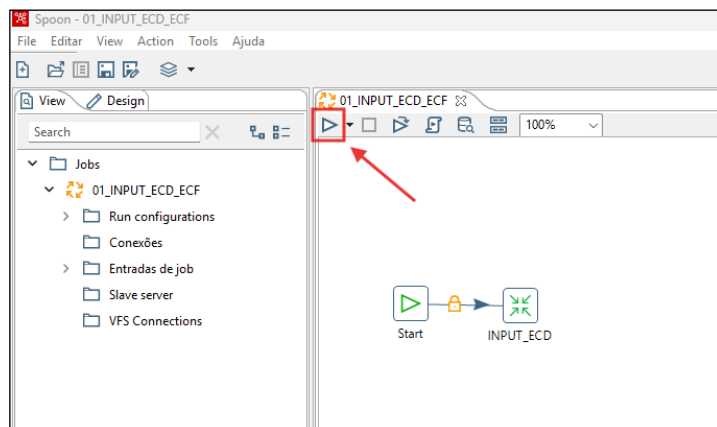 Spoon - 01_INPUT_ECD_ECF
File Editar View Action Tools Ajuda
View Design
Search
Jobs
01_INPUT_ECD_ECF
Run configurations
Conexões
Entradas de job
Slave server
VFS Connections
01_INPUT_ECD_ECF
100%
Start
INPUT_ECD